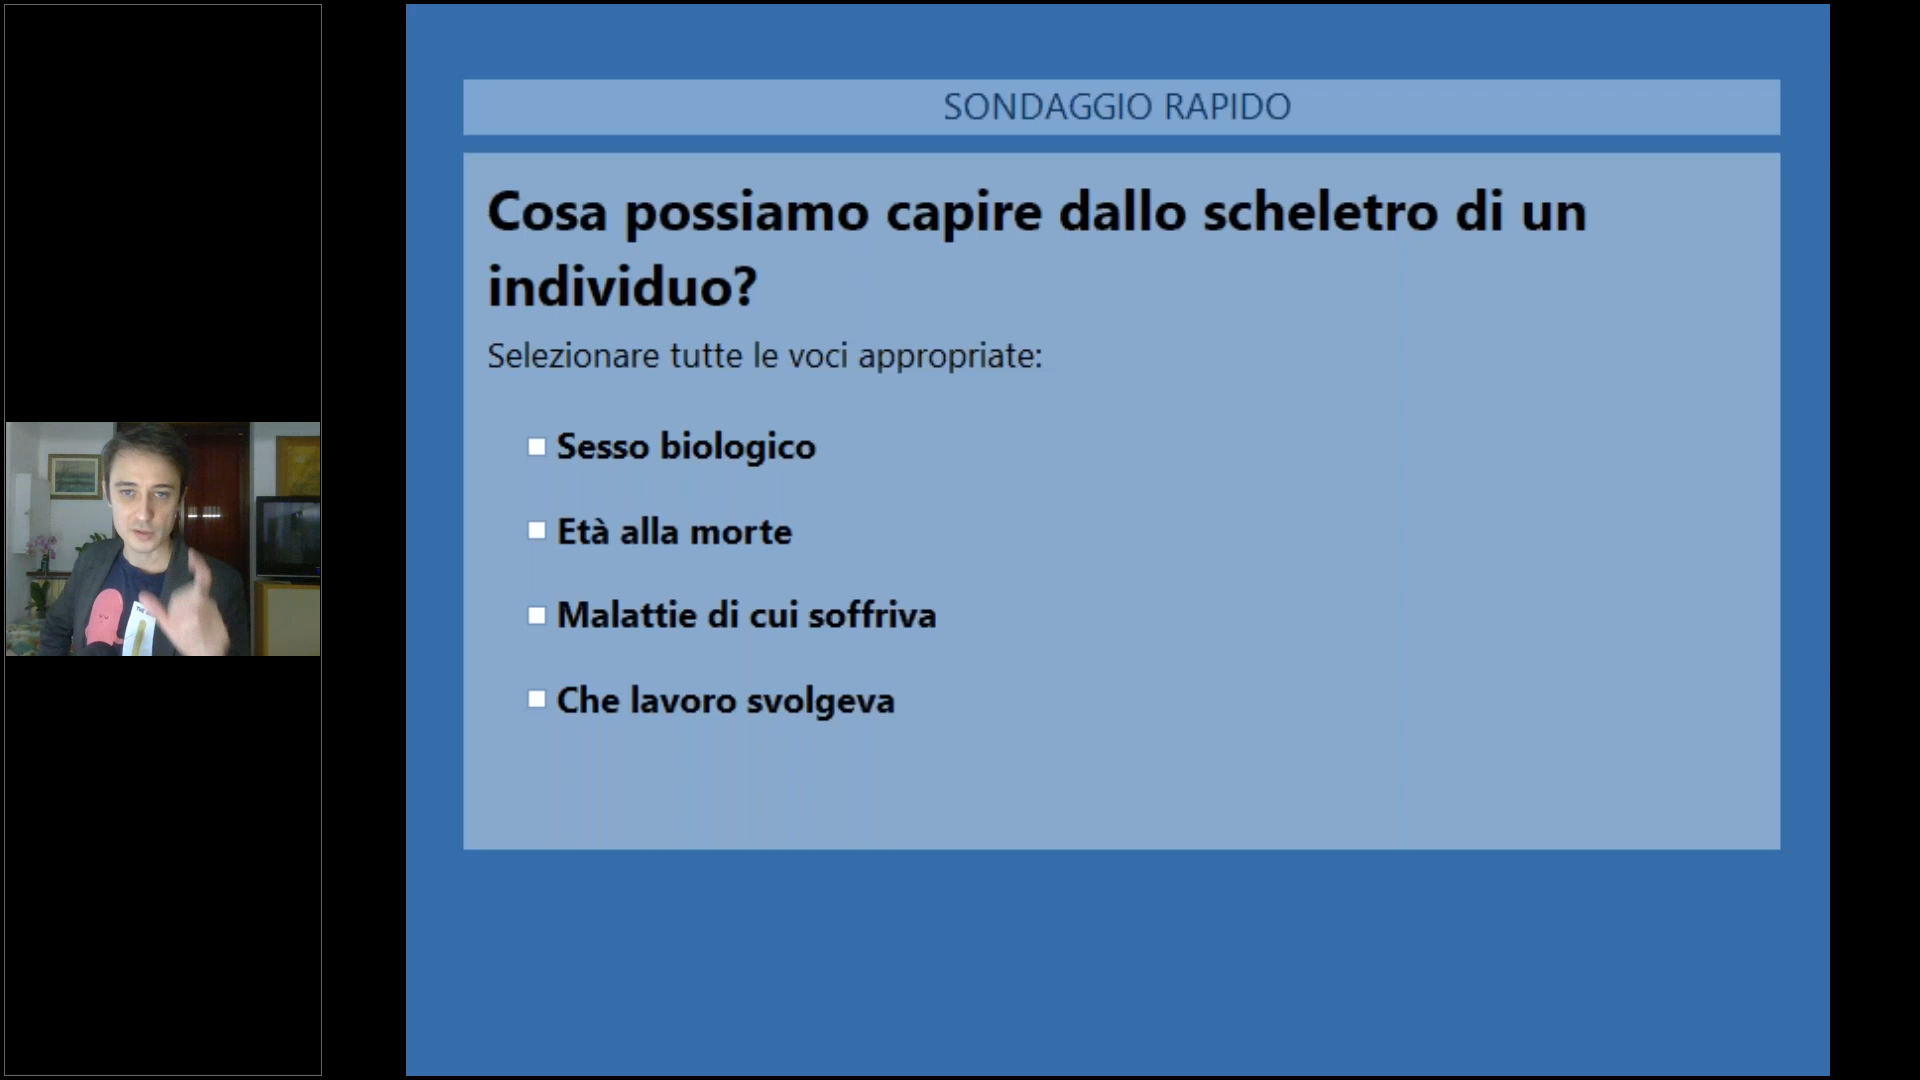 SONDAGGIO RAPIDO
Cosa possiamo capire dallo scheletro di un
individuo?
Selezionare tutte le voci appropriate:
Sesso biologico
Età alla morte
Malattie di cui soffriva
Che lavoro svolgeva